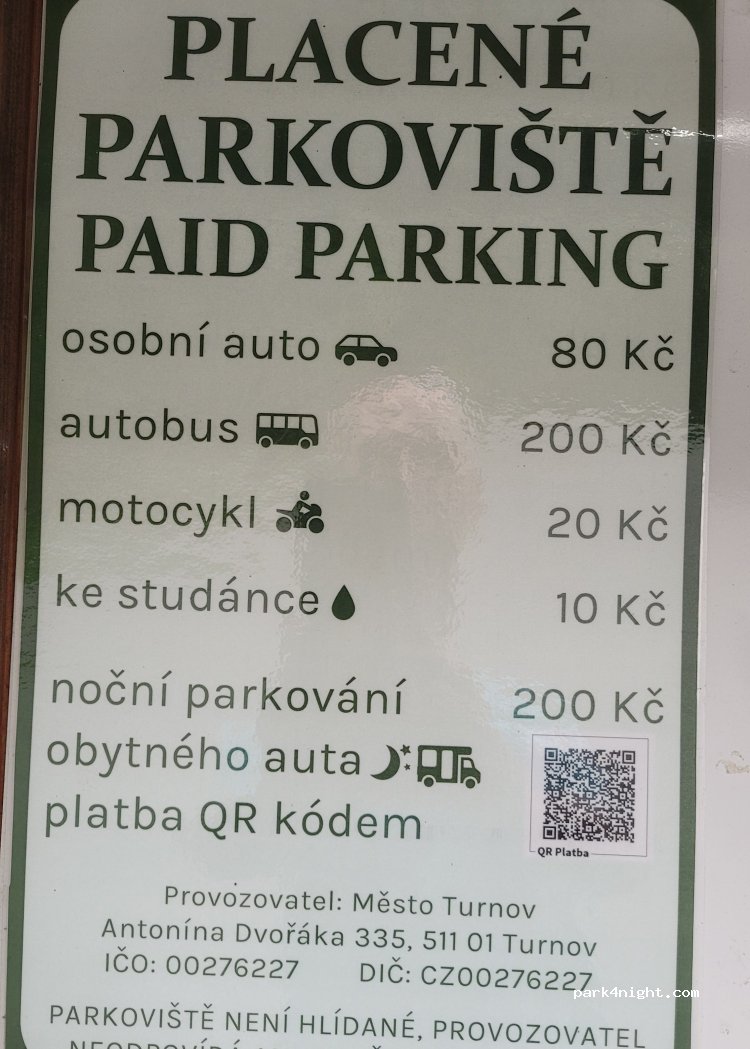 PLACENÉ
PARKOVIŠTĚ
PAID PARKING
osobní auto 80 Kč
autobus 200 Kč
motocykl 20 Kč
ke studánce 10 Kč
noční parkování 200 Kč
obytného auta
platba QR kódem
QR Platba
Provozovatel: Město Turnov
Antonína Dvořáka 335, 511 01 Turnov
IČO: 00276227 DIČ: CZ00276227
park4night.com
PARKOVIŠTĚ NENÍ HLÍDANÉ, PROVOZOVATEL